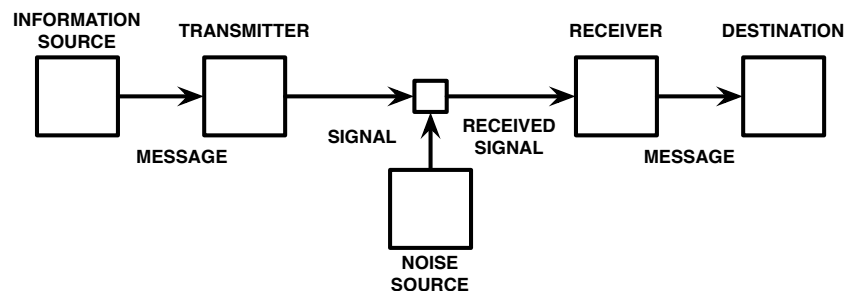 INFORMATION
SOURCE
TRANSMITTER
RECEIVER
DESTINATION
MESSAGE
SIGNAL
RECEIVED
SIGNAL
MESSAGE
NOISE
SOURCE